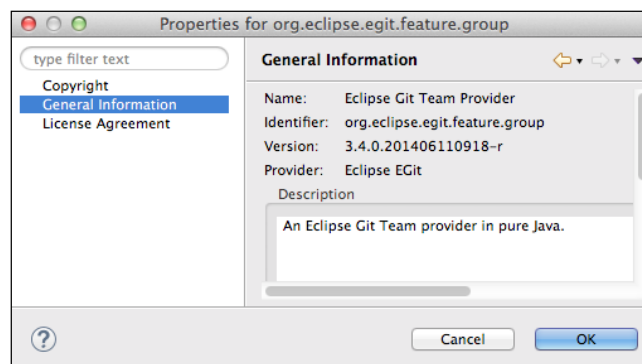 Properties for org.eclipse.egit.feature.group
type filter text
Copyright
General Information
License Agreement
General Information
Name: Eclipse Git Team Provider
Identifier: org.eclipse.egit.feature.group
Version: 3.4.0.201406110918-r
Provider: Eclipse EGit
Description
An Eclipse Git Team provider in pure Java.
?
Cancel
OK